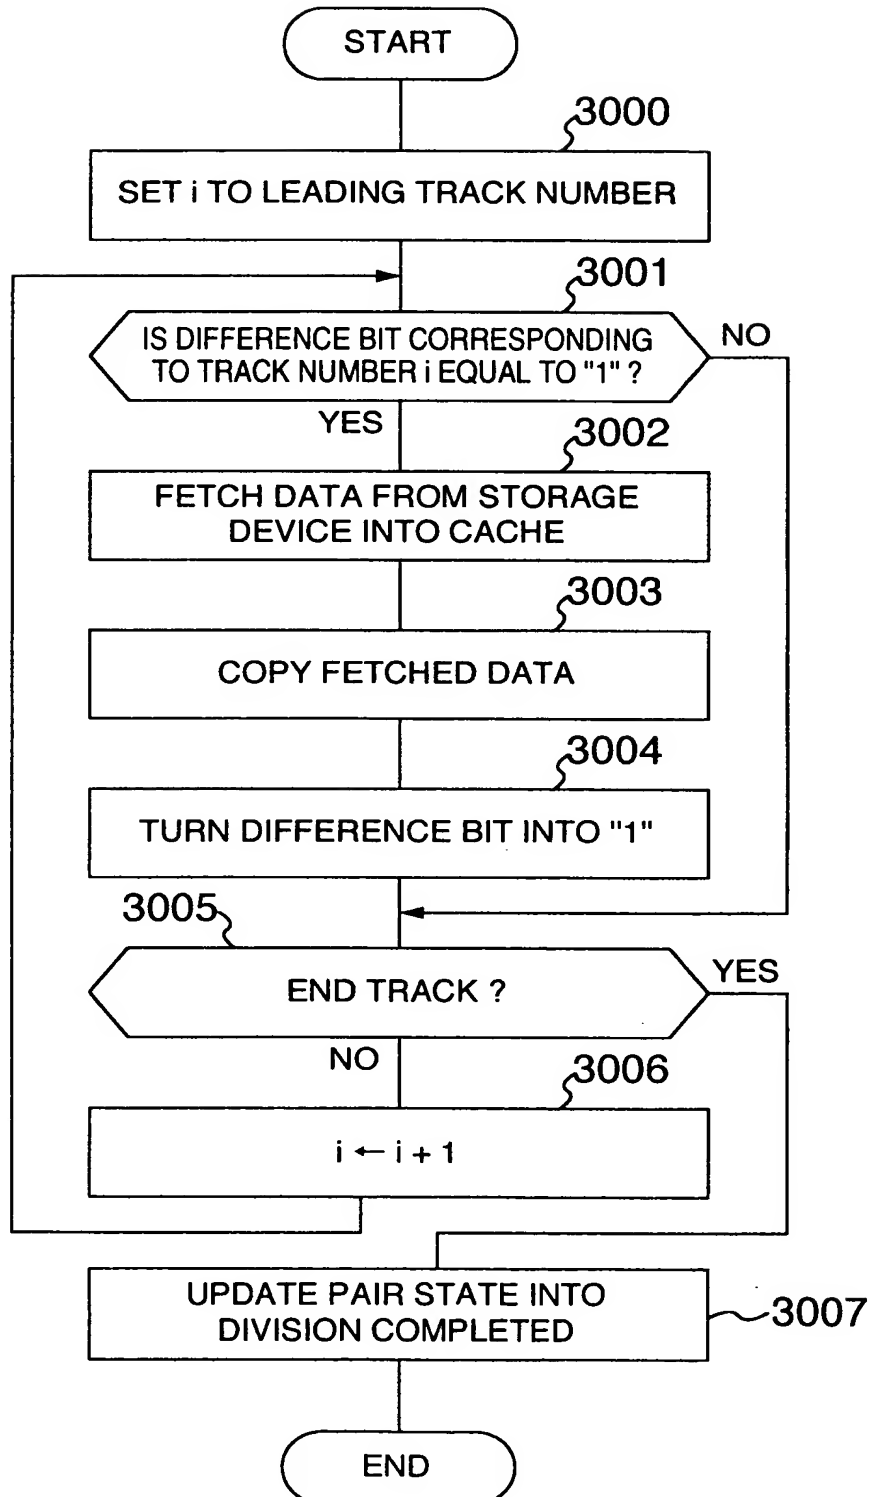 START
3000
SET i TO LEADING TRACK NUMBER
3001
IS DIFFERENCE BIT CORRESPONDING
TO TRACK NUMBER i EQUAL TO "1" ?
NO
YES
3002
FETCH DATA FROM STORAGE
DEVICE INTO CACHE
3003
COPY FETCHED DATA
3004
TURN DIFFERENCE BIT INTO "1"
3005
END TRACK ?
YES
NO
3006
i ← i + 1
UPDATE PAIR STATE INTO
DIVISION COMPLETED
3007
END